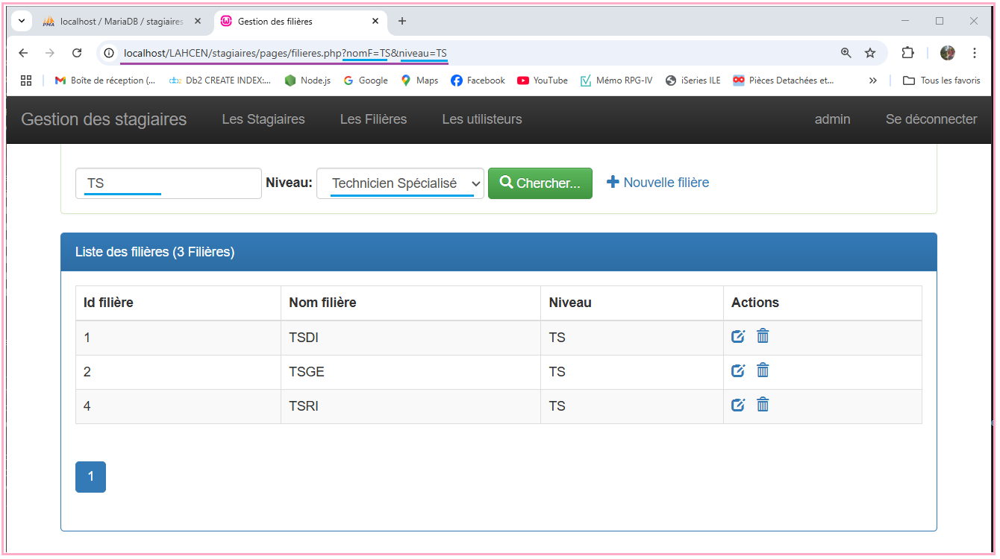 localhost / MariaDB / stagiaires
Gestion des filières
localhost/LAHCEN/stagiaires/pages/filieres.php?nomF=TS&niveau=TS
Boîte de réception (... Db2 CREATE INDEX:... Node.js Google Maps Facebook YouTube Mémo RPG-IV iSeries ILE Pièces Detachées et... » Tous les favoris
Gestion des stagiaires Les Stagiaires Les Filières Les utilisteurs admin Se déconnecter
TS Niveau: Technicien Spécialisé Chercher... Nouvelle filière
Liste des filières (3 Filières)
Id filière Nom filière Niveau Actions
1 TSDI TS
2 TSGE TS
4 TSRI TS
1